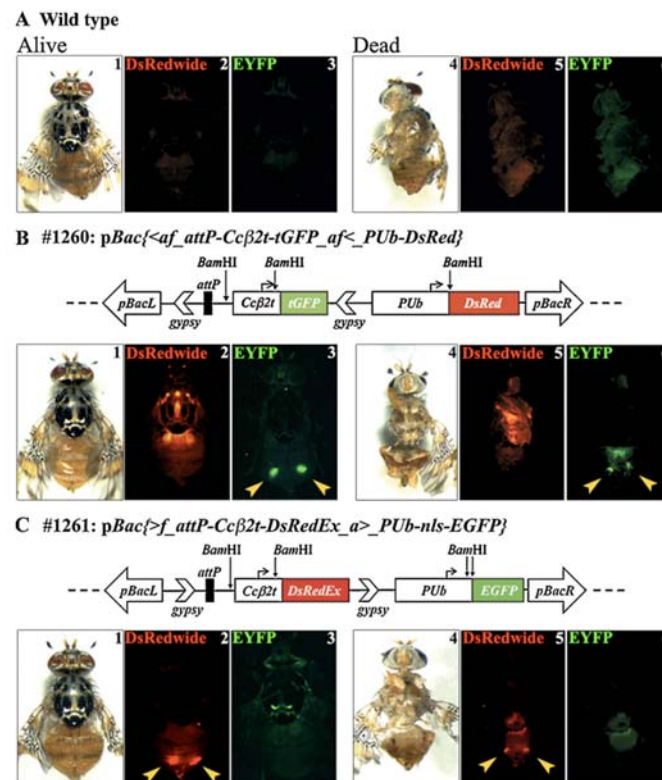 A Wild type
Alive
Dead
1
DsRedwide 2
EYFP 3
4
DsRedwide 5
EYFP
B #1260: pBac{<af_attP-Ccβ2t-tGFP_af<_PUb-DsRed}
BamHI BamHI BamHI
attP
pBacL Ccβ2t tGFP PUb DsRed pBacR
gypsy gypsy
1
DsRedwide 2
EYFP 3
4
DsRedwide 5
EYFP
C #1261: pBac{>f_attP-Ccβ2t-DsRedEx_a>_PUb-nls-EGFP}
BamHI BamHI BamHI
attP
pBacL Ccβ2t DsRedEx PUb EGFP pBacR
gypsy gypsy
1
DsRedwide 2
EYFP 3
4
DsRedwide 5
EYFP